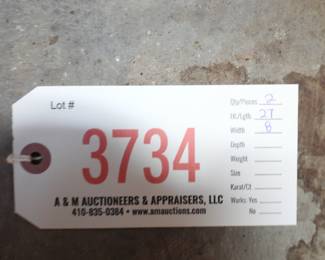 Lot #
3734
A & M AUCTIONEERS & APPRAISERS, LLC
410-835-0384 • www.amauctions.com
Qty/Pieces 2
Ht./Lgth. 27
Width 8
Depth
Weight
Size
Karat/Ct
Works: Yes
No